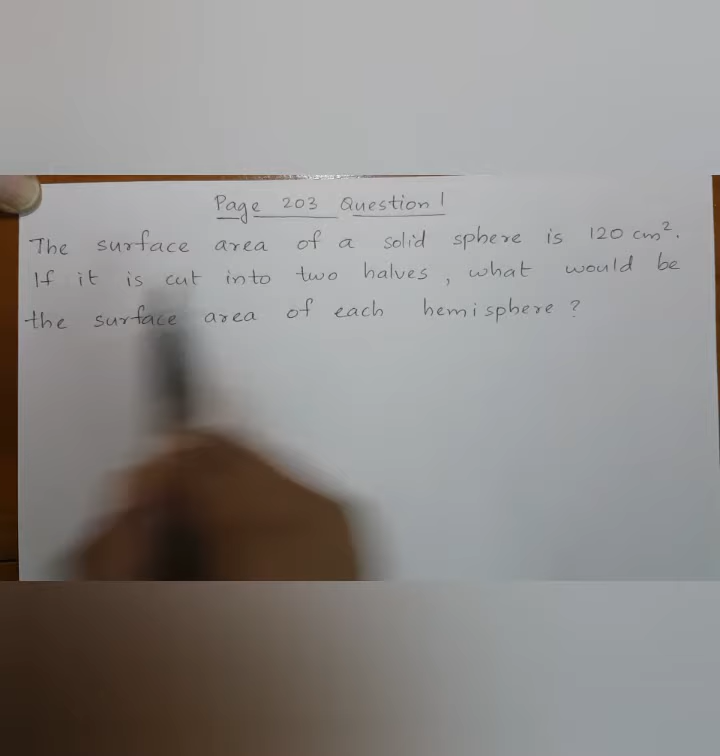 Page 203 Question 1
The surface area of a solid sphere is 120 cm².
If it is cut into two halves, what would be
the surface area of each hemisphere?